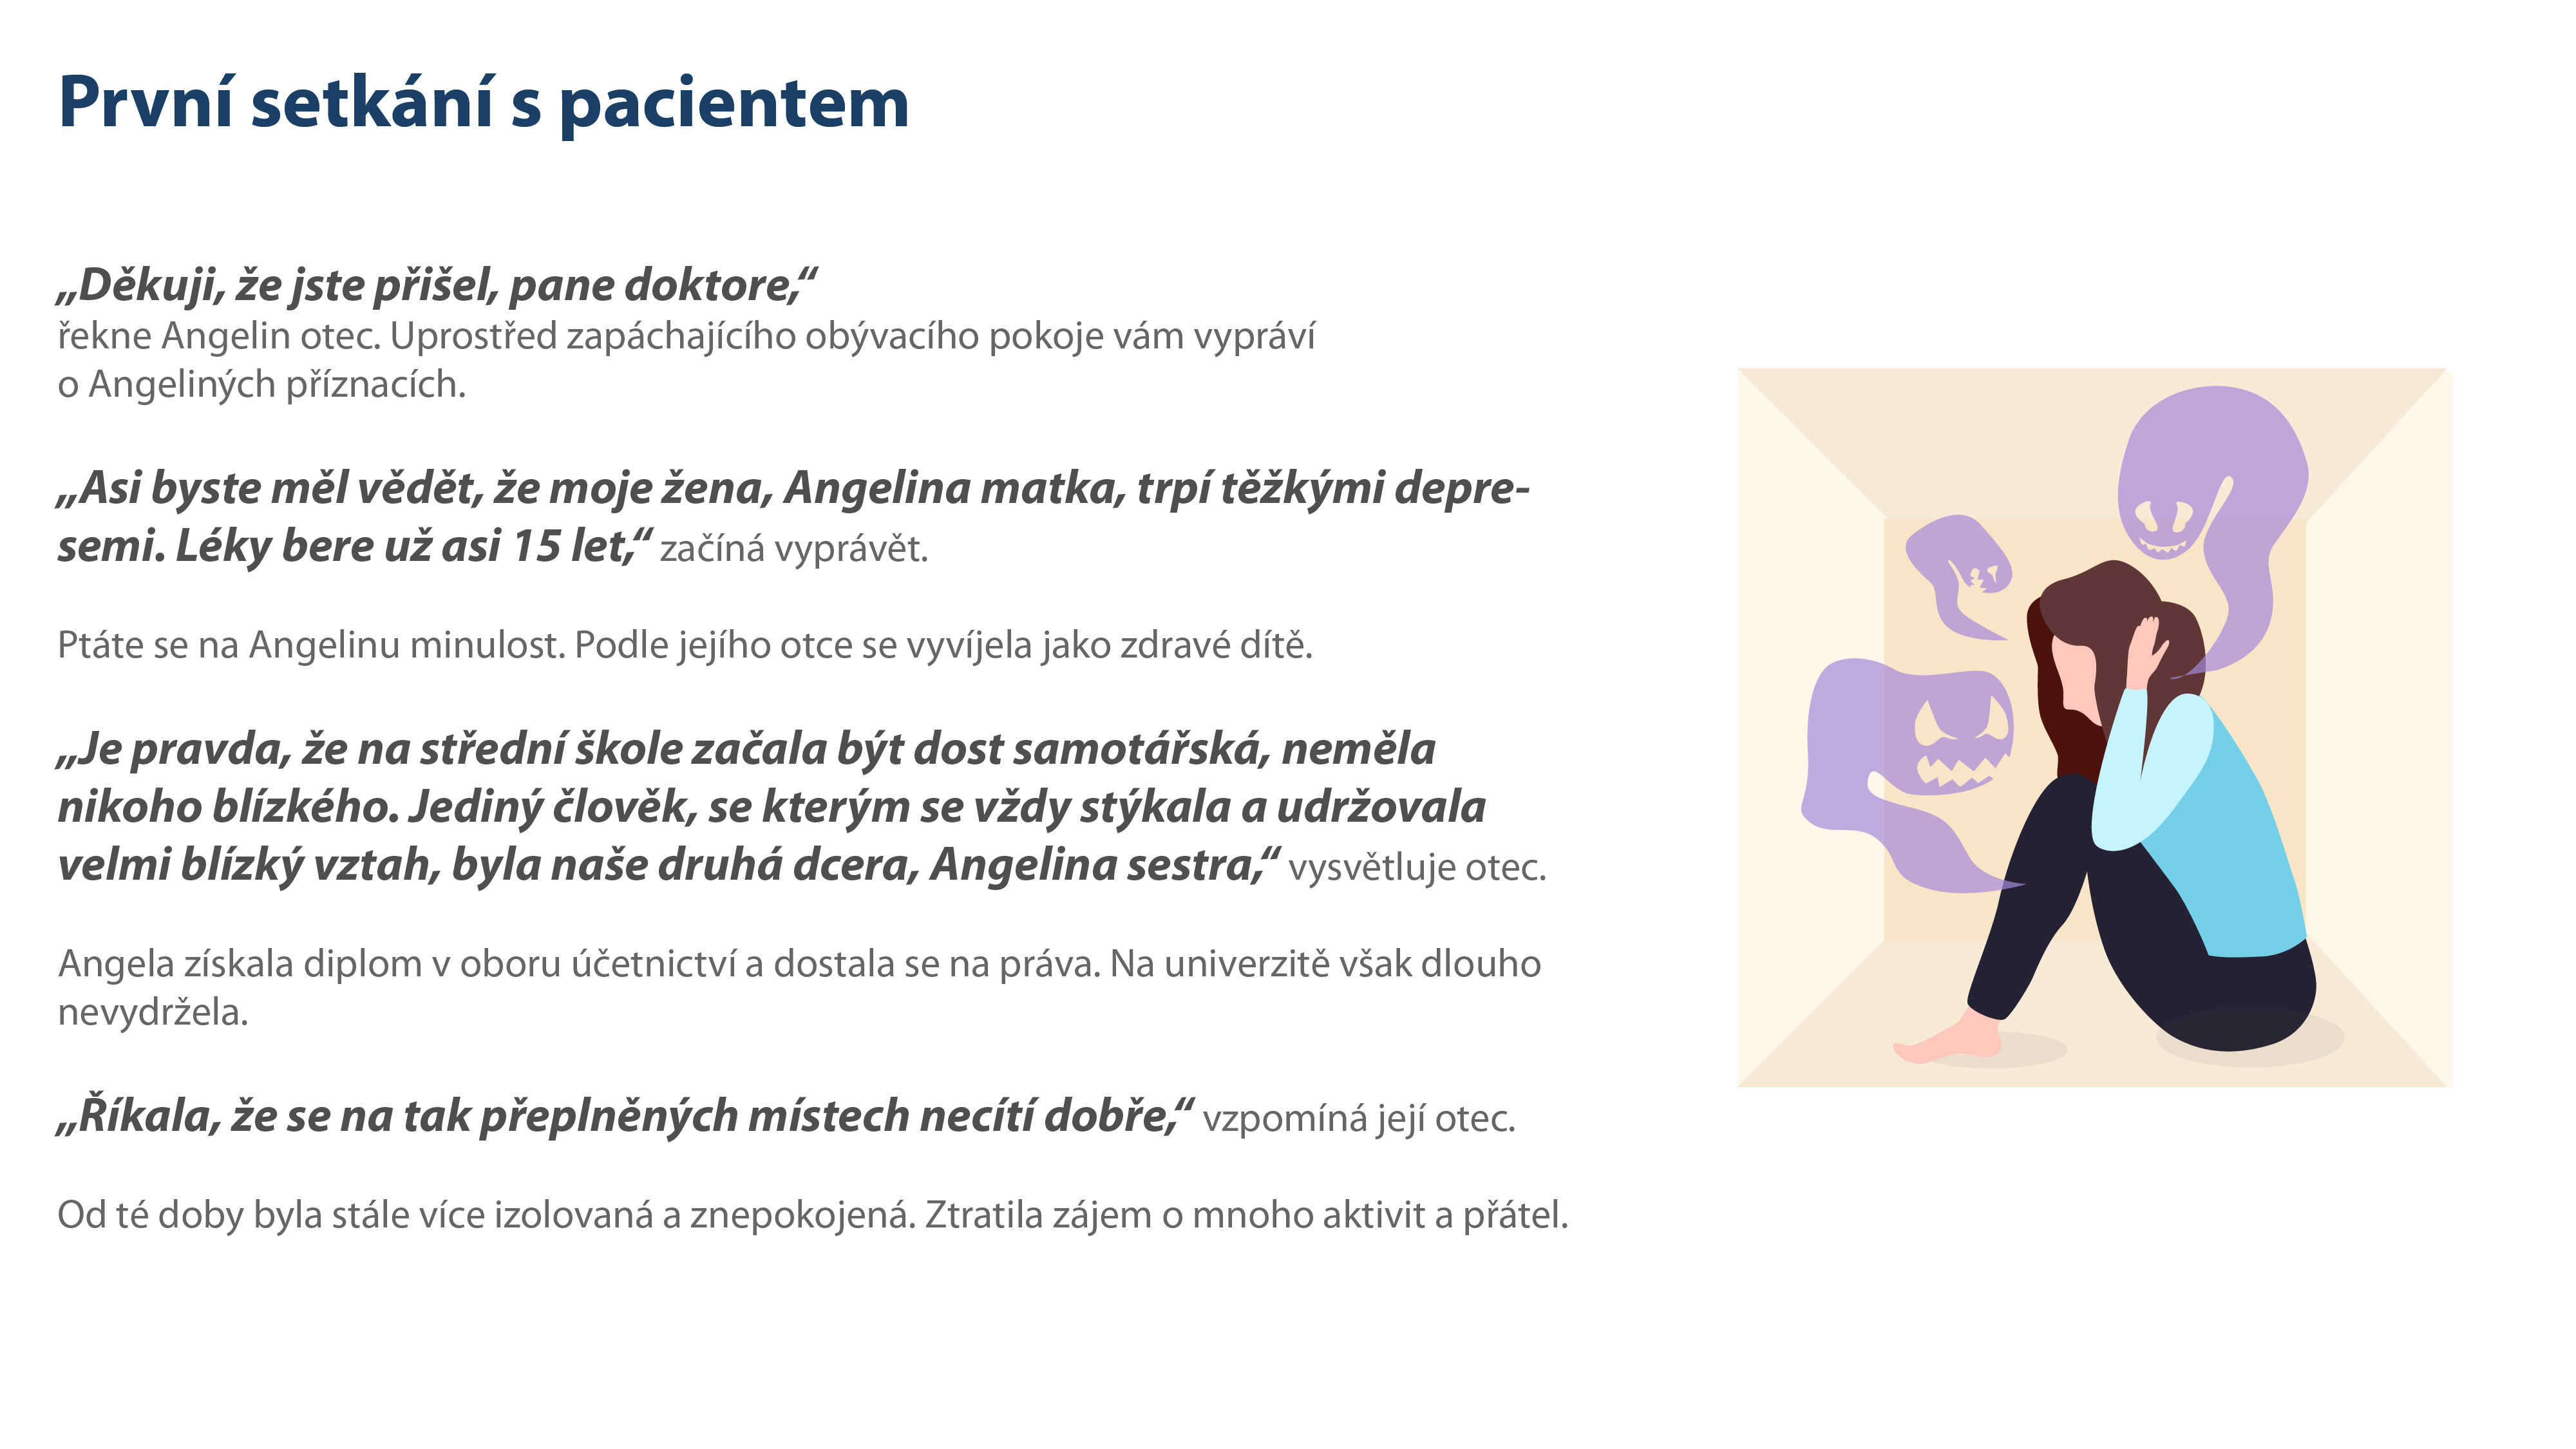 První setkání s pacientem
„Děkuji, že jste přišel, pane doktore,“
řekne Angelin otec. Uprostřed zapáchajícího obývacího pokoje vám vypráví
o Angeliných příznacích.
„Asi byste měl vědět, že moje žena, Angelina matka, trpí těžkými depre-
semi. Léky bere už asi 15 let,“ začíná vyprávět.
Ptáte se na Angelinu minulost. Podle jejího otce se vyvíjela jako zdravé dítě.
„Je pravda, že na střední škole začala být dost samotářská, neměla
nikoho blízkého. Jediný člověk, se kterým se vždy stýkala a udržovala
velmi blízký vztah, byla naše druhá dcera, Angelina sestra,“ vysvětluje otec.
Angela získala diplom v oboru účetnictví a dostala se na práva. Na univerzitě však dlouho
nevydržela.
„Říkala, že se na tak přeplněných místech necítí dobře,“ vzpomíná její otec.
Od té doby byla stále více izolovaná a znepokojená. Ztratila zájem o mnoho aktivit a přátel.